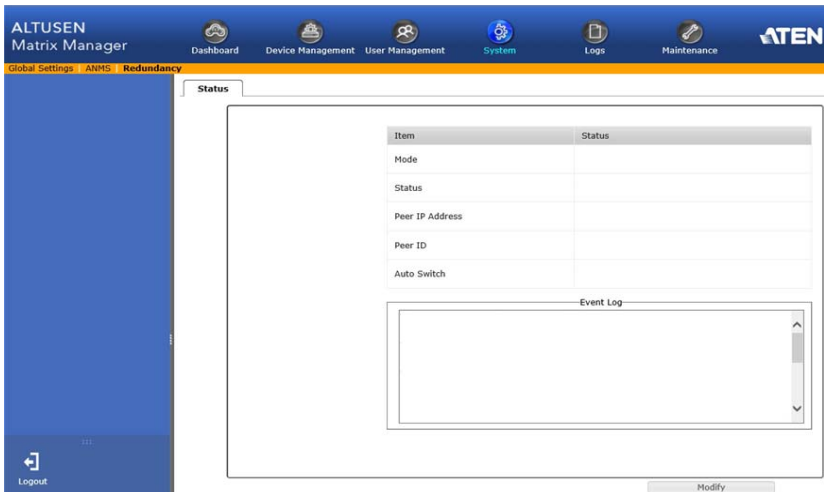 ALTUSEN
Matrix Manager
Dashboard
Device Management
User Management
System
Logs
Maintenance
ATEN
Global Settings | ANMS | Redundancy
Status
Item Status
Mode
Status
Peer IP Address
Peer ID
Auto Switch
Event Log
Logout
Modify